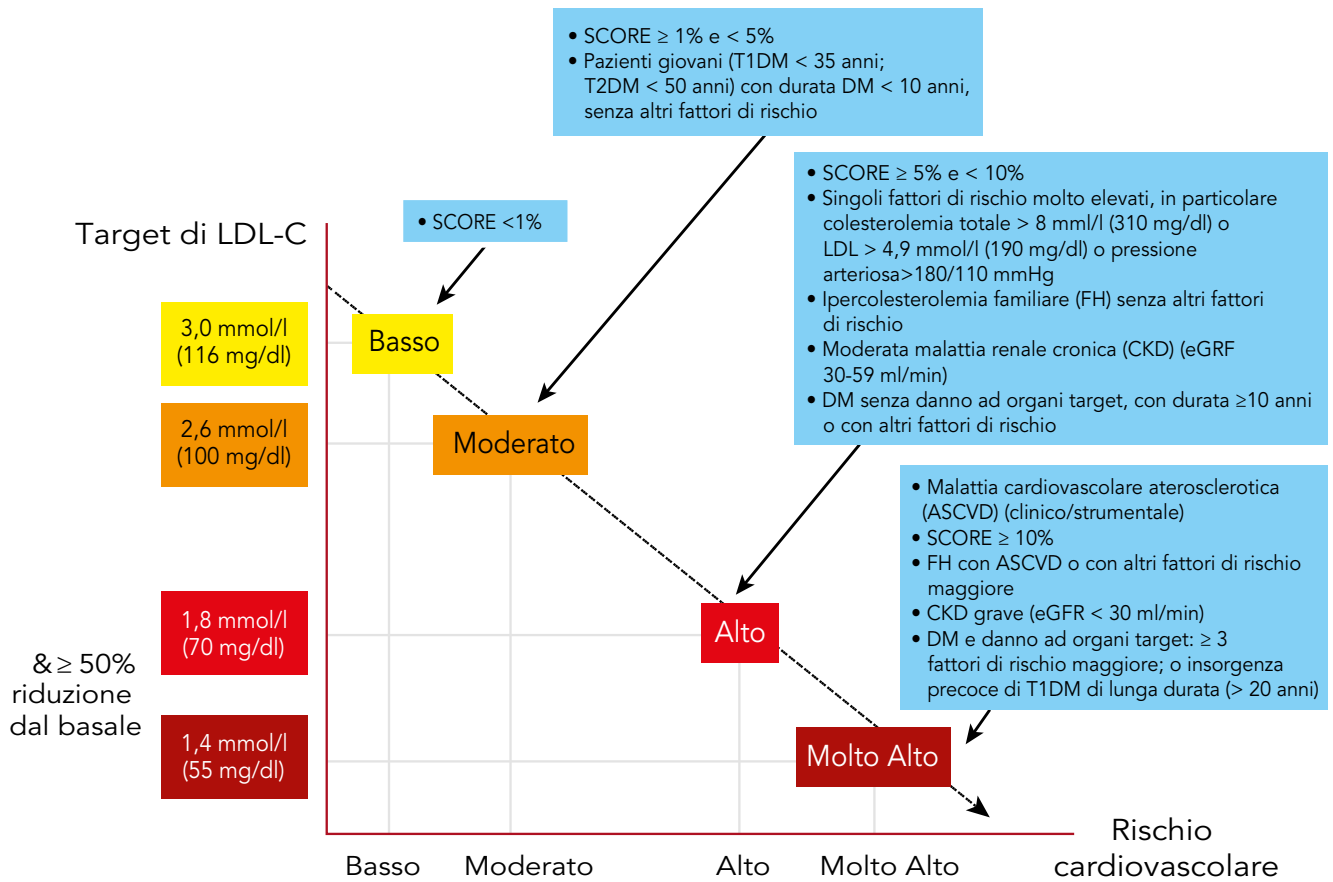 • SCORE ≥ 1% e < 5%
• Pazienti giovani (T1DM < 35 anni;
T2DM < 50 anni) con durata DM < 10 anni,
senza altri fattori di rischio
• SCORE ≥ 5% e < 10%
• Singoli fattori di rischio molto elevati, in particolare
colesterolemia totale > 8 mml/l (310 mg/dl) o
LDL > 4,9 mmol/l (190 mg/dl) o pressione
arteriosa>180/110 mmHg
• Ipercolesterolemia familiare (FH) senza altri fattori
di rischio
• Moderata malattia renale cronica (CKD) (eGRF
30-59 ml/min)
• DM senza danno ad organi target, con durata ≥10 anni
o con altri fattori di rischio
• SCORE <1%
Target di LDL-C
3,0 mmol/l
(116 mg/dl)
Basso
2,6 mmol/l
(100 mg/dl)
Moderato
• Malattia cardiovascolare aterosclerotica
(ASCVD) (clinico/strumentale)
• SCORE ≥ 10%
• FH con ASCVD o con altri fattori di rischio
maggiore
• CKD grave (eGFR < 30 ml/min)
• DM e danno ad organi target: ≥ 3
fattori di rischio maggiore; o insorgenza
precoce di T1DM di lunga durata (> 20 anni)
1,8 mmol/l
(70 mg/dl)
Alto
& ≥ 50%
riduzione
dal basale
1,4 mmol/l
(55 mg/dl)
Molto Alto
Basso
Moderato
Alto
Molto Alto
Rischio
cardiovascolare